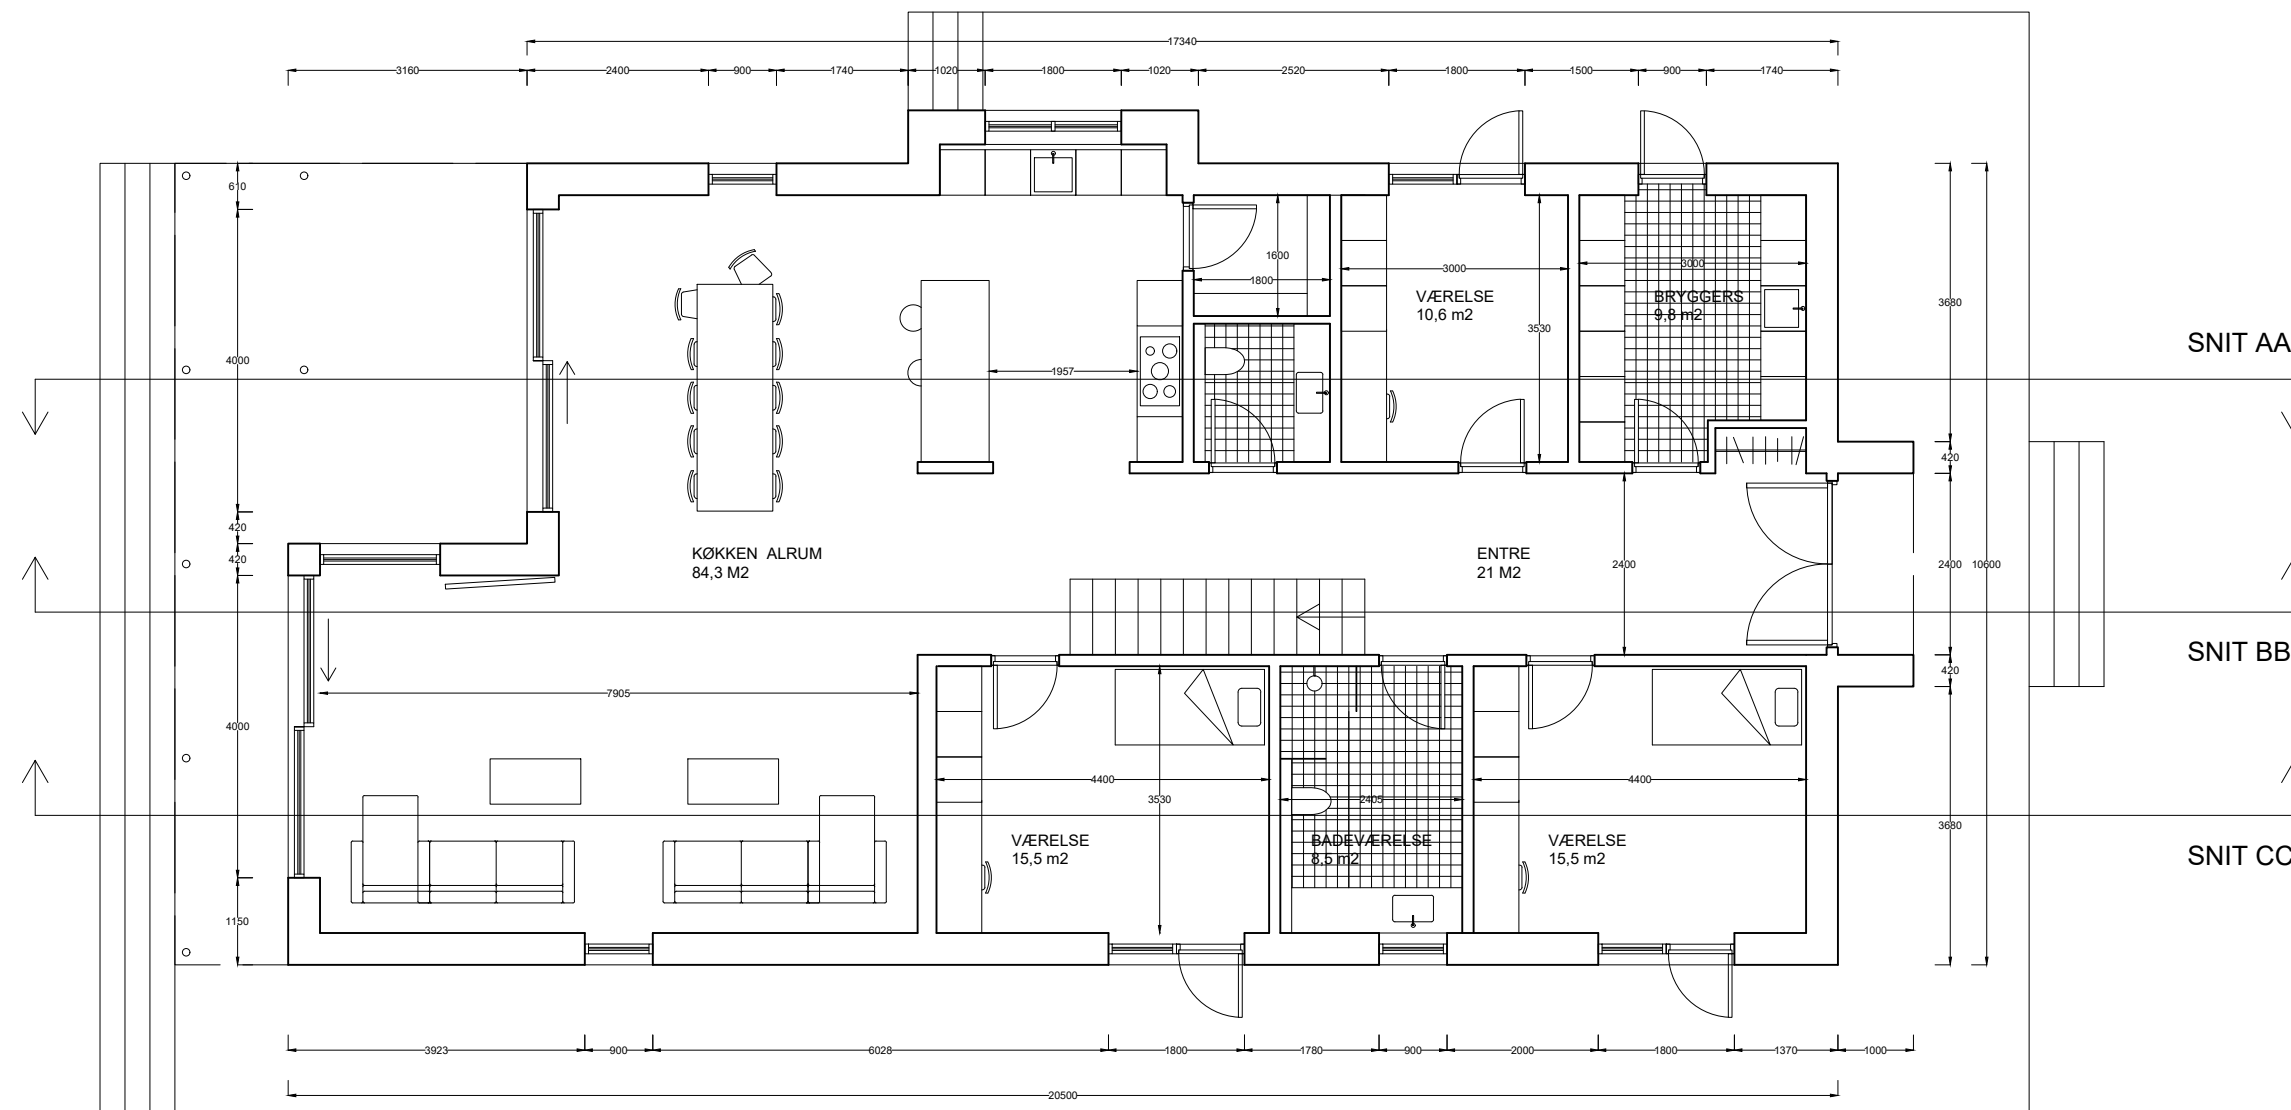 17340
3160 2400 900 1740 1020 1800 1020 2520 1800 1500 900 1740
610
1600
1800
3000
3000
VÆRELSE
10,6 m2
BRYGGERS
9,8 m2
3680
3530
SNIT AA
4000
1957
420
420
420
KØKKEN ALRUM
84,3 M2
ENTRE
21 M2
2400
2400
10600
SNIT BB
420
7905
4000
4400
3530
2405
4400
3680
VÆRELSE
15,5 m2
BADEVÆRELSE
8,5 m2
VÆRELSE
15,5 m2
SNIT CC
1150
3923 900 6028 1800 1780 900 2000 1800 1370 1000
20500